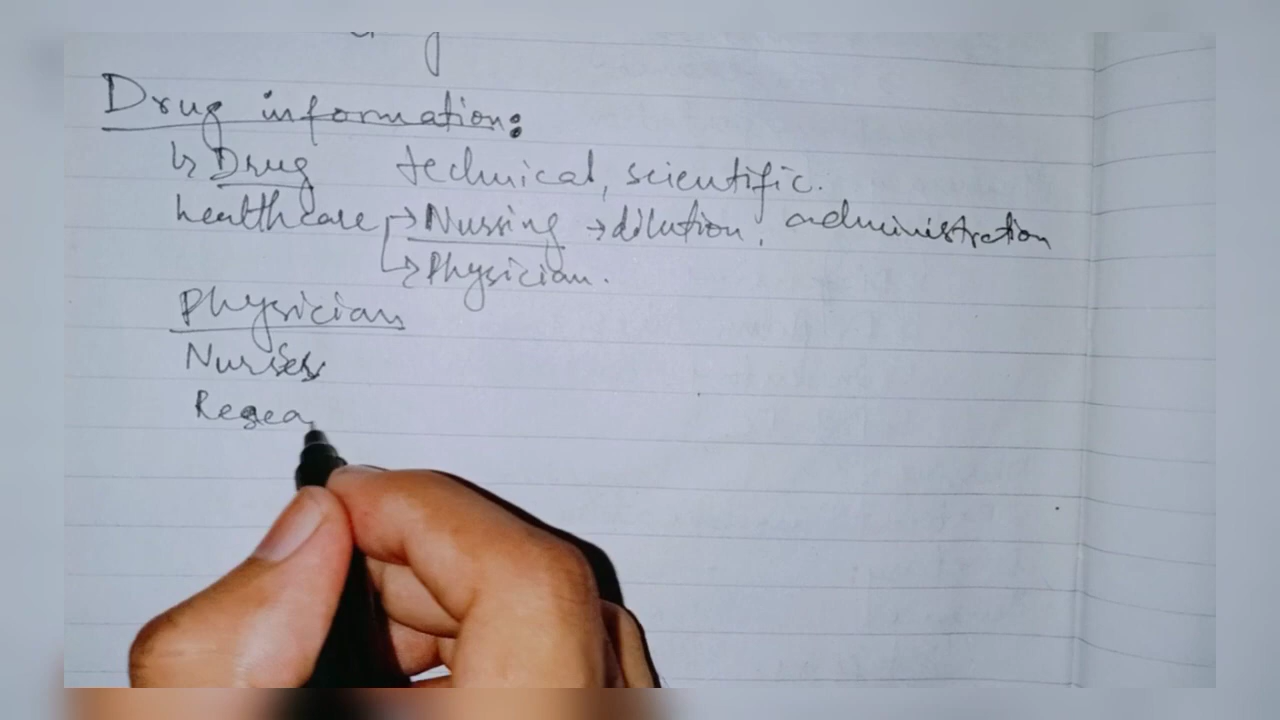 Drug information:
↳ Drug technical, scientific.
healthcare → Nursing → dilution, administration
→ Physician.
Physician
Nurses
Resea